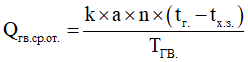 Qгв.ср.от. = k×a×n×(tг. – tх.з.) / TГВ.